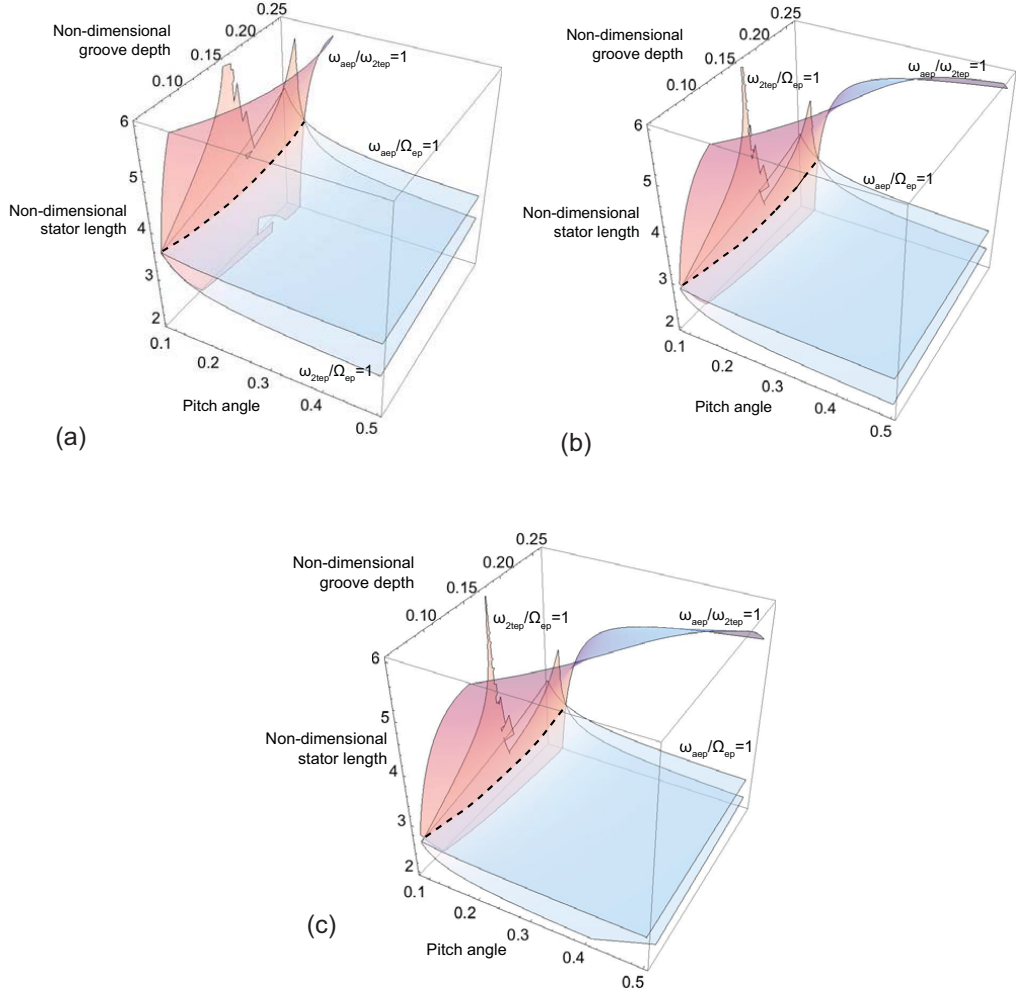 0.25
Non-dimensional
groove depth
0.20
0.15
0.10
ω_aep/ω_2tep=1
6
ω_aep/Ω_ep=1
5
Non-dimensional
stator length
4
3
2
0.1
0.2
0.3
0.4
0.5
ω_2tep/Ω_ep=1
Pitch angle
(a)
0.25
Non-dimensional
groove depth
0.20
0.15
0.10
ω_2tep/Ω_ep=1
ω_aep/ω_2tep=1
6
ω_aep/Ω_ep=1
5
Non-dimensional
stator length
4
3
2
0.1
0.2
0.3
0.4
0.5
Pitch angle
(b)
0.25
Non-dimensional
groove depth
0.20
0.15
0.10
ω_2tep/Ω_ep=1
ω_aep/ω_2tep=1
6
5
Non-dimensional
stator length
ω_aep/Ω_ep=1
4
3
2
0.1
0.2
0.3
0.4
0.5
Pitch angle
(c)